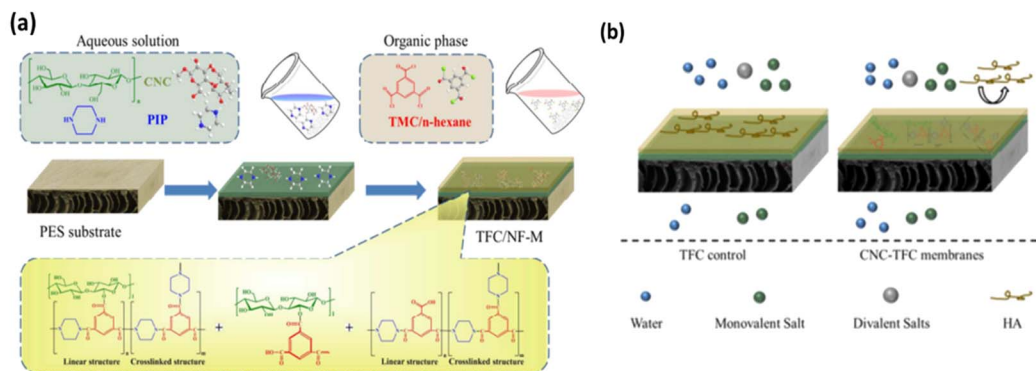 (a)
Aqueous solution
CNC
PIP
Organic phase
TMC/n-hexane
PES substrate
TFC/NF-M
Linear structure
Crosslinked structure
+
+
Linear structure
Crosslinked structure
(b)
TFC control
CNC-TFC membranes
Water
Monovalent Salt
Divalent Salts
HA